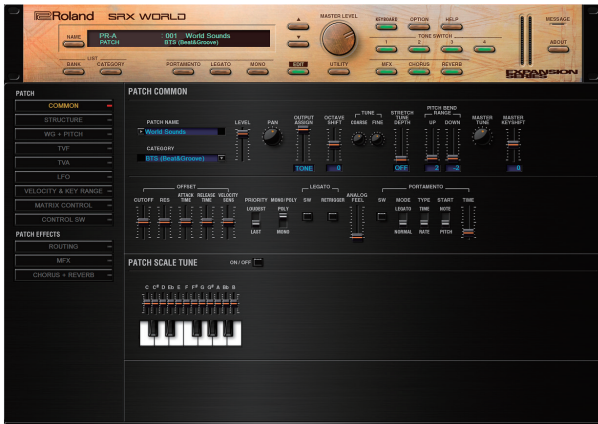 Roland SRX WORLD
MASTER LEVEL
KEYBOARD OPTION HELP
MESSAGE
NAME
PR-A : 001 World Sounds
PATCH BTS (Beat&Groove)
TONE SWITCH
1 2 3 4
ABOUT
LIST
BANK CATEGORY PORTAMENTO LEGATO MONO EDIT UTILITY MFX CHORUS REVERB
EXPANSION
SERIES
PATCH
COMMON
STRUCTURE
WG + PITCH
TVF
TVA
LFO
VELOCITY & KEY RANGE
MATRIX CONTROL
CONTROL SW
PATCH EFFECTS
ROUTING
MFX
CHORUS + REVERB
PATCH COMMON
PATCH NAME
World Sounds
CATEGORY
BTS (Beat&Groove)
LEVEL
PAN
OUTPUT
ASSIGN
TONE
OCTAVE
SHIFT
0
TUNE
COARSE FINE
STRETCH
TUNE
DEPTH
OFF
PITCH BEND
RANGE
UP DOWN
2 -2
MASTER
TUNE
MASTER
KEYSHIFT
0
OFFSET
CUTOFF RES ATTACK TIME RELEASE TIME VELOCITY SENS
PRIORITY
LOUDEST
LAST
MONO/POLY
POLY
MONO
LEGATO
SW RETRIGGER
ANALOG
FEEL
PORTAMENTO
SW MODE TYPE START TIME
LEGATO TIME NOTE
NORMAL RATE PITCH
PATCH SCALE TUNE
ON / OFF
C C# D Eb E F F# G G# A Bb B